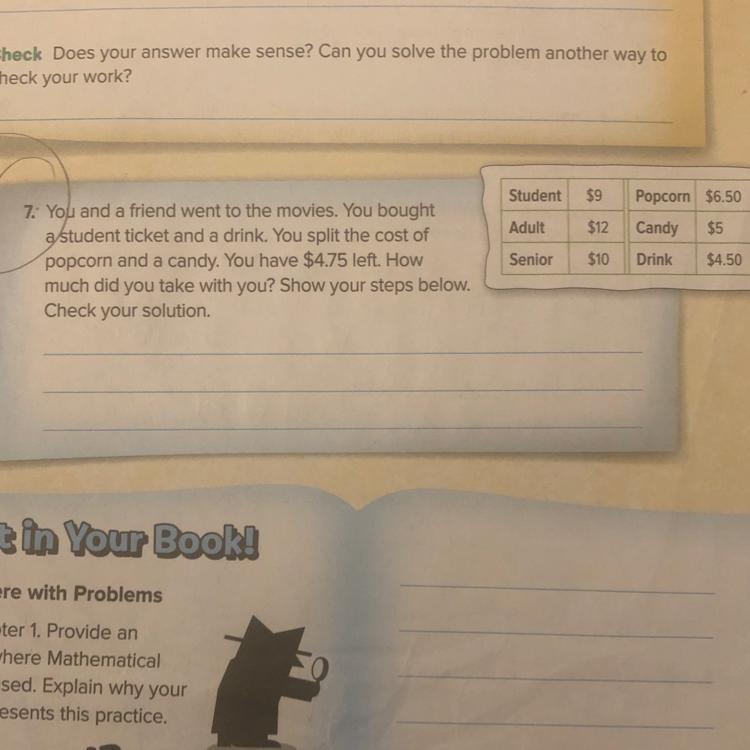 Check Does your answer make sense? Can you solve the problem another way to
heck your work?
7. You and a friend went to the movies. You bought
a student ticket and a drink. You split the cost of
popcorn and a candy. You have $4.75 left. How
much did you take with you? Show your steps below.
Check your solution.
Student $9 Popcorn $6.50
Adult $12 Candy $5
Senior $10 Drink $4.50
t in Your Book!
ere with Problems
ter 1. Provide an
here Mathematical
sed. Explain why your
esents this practice.